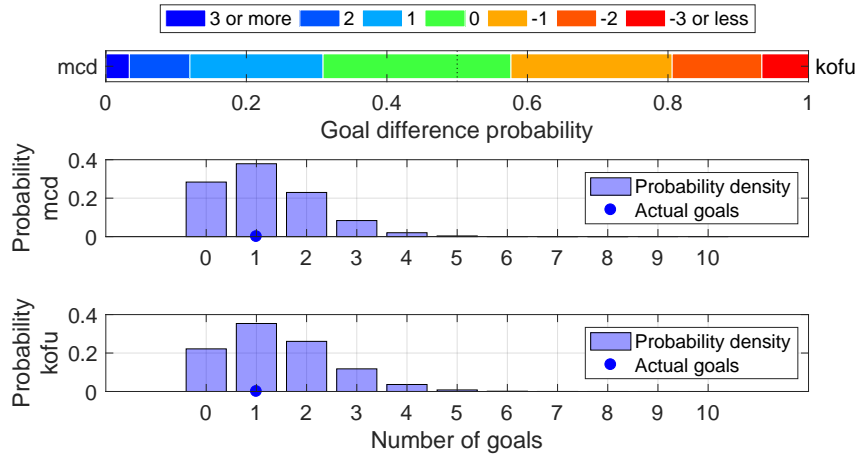 3 or more 2 1 0 -1 -2 -3 or less
mcd kofu
0 0.2 0.4 0.6 0.8 1
Goal difference probability
Probability
mcd
0.4
0.2
0
Probability density
Actual goals
0 1 2 3 4 5 6 7 8 9 10
Probability
kofu
0.4
0.2
0
Probability density
Actual goals
0 1 2 3 4 5 6 7 8 9 10
Number of goals